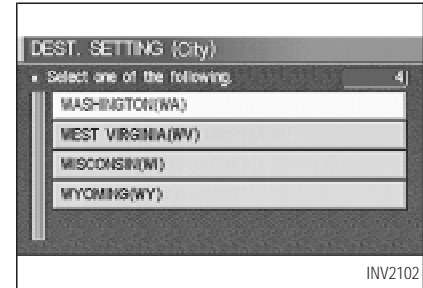 DEST. SETTING (City)
Select one of the following.
4
WASHINGTON(WA)
WEST VIRGINIA(WV)
WISCONSIN(WI)
WYOMING(WY)
INV2102